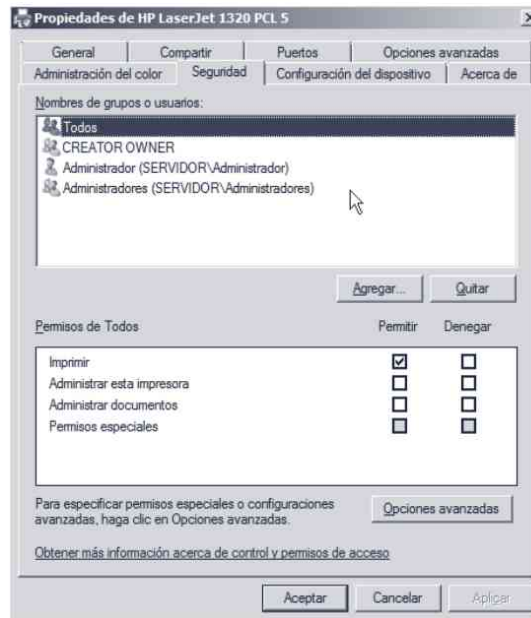 Propiedades de HP LaserJet 1320 PCL 5
General Compartir Puertos Opciones avanzadas
Administración del color Seguridad Configuración del dispositivo Acerca de
Nombres de grupos o usuarios:
Todos
CREATOR OWNER
Administrador (SERVIDOR\Administrador)
Administradores (SERVIDOR\Administradores)
Agregar... Quitar
Permisos de Todos Permitir Denegar
Imprimir
Administrar esta impresora
Administrar documentos
Permisos especiales
Para especificar permisos especiales o configuraciones
avanzadas, haga clic en Opciones avanzadas.
Opciones avanzadas
Obtener más información acerca de control y permisos de acceso
Aceptar Cancelar Aplicar